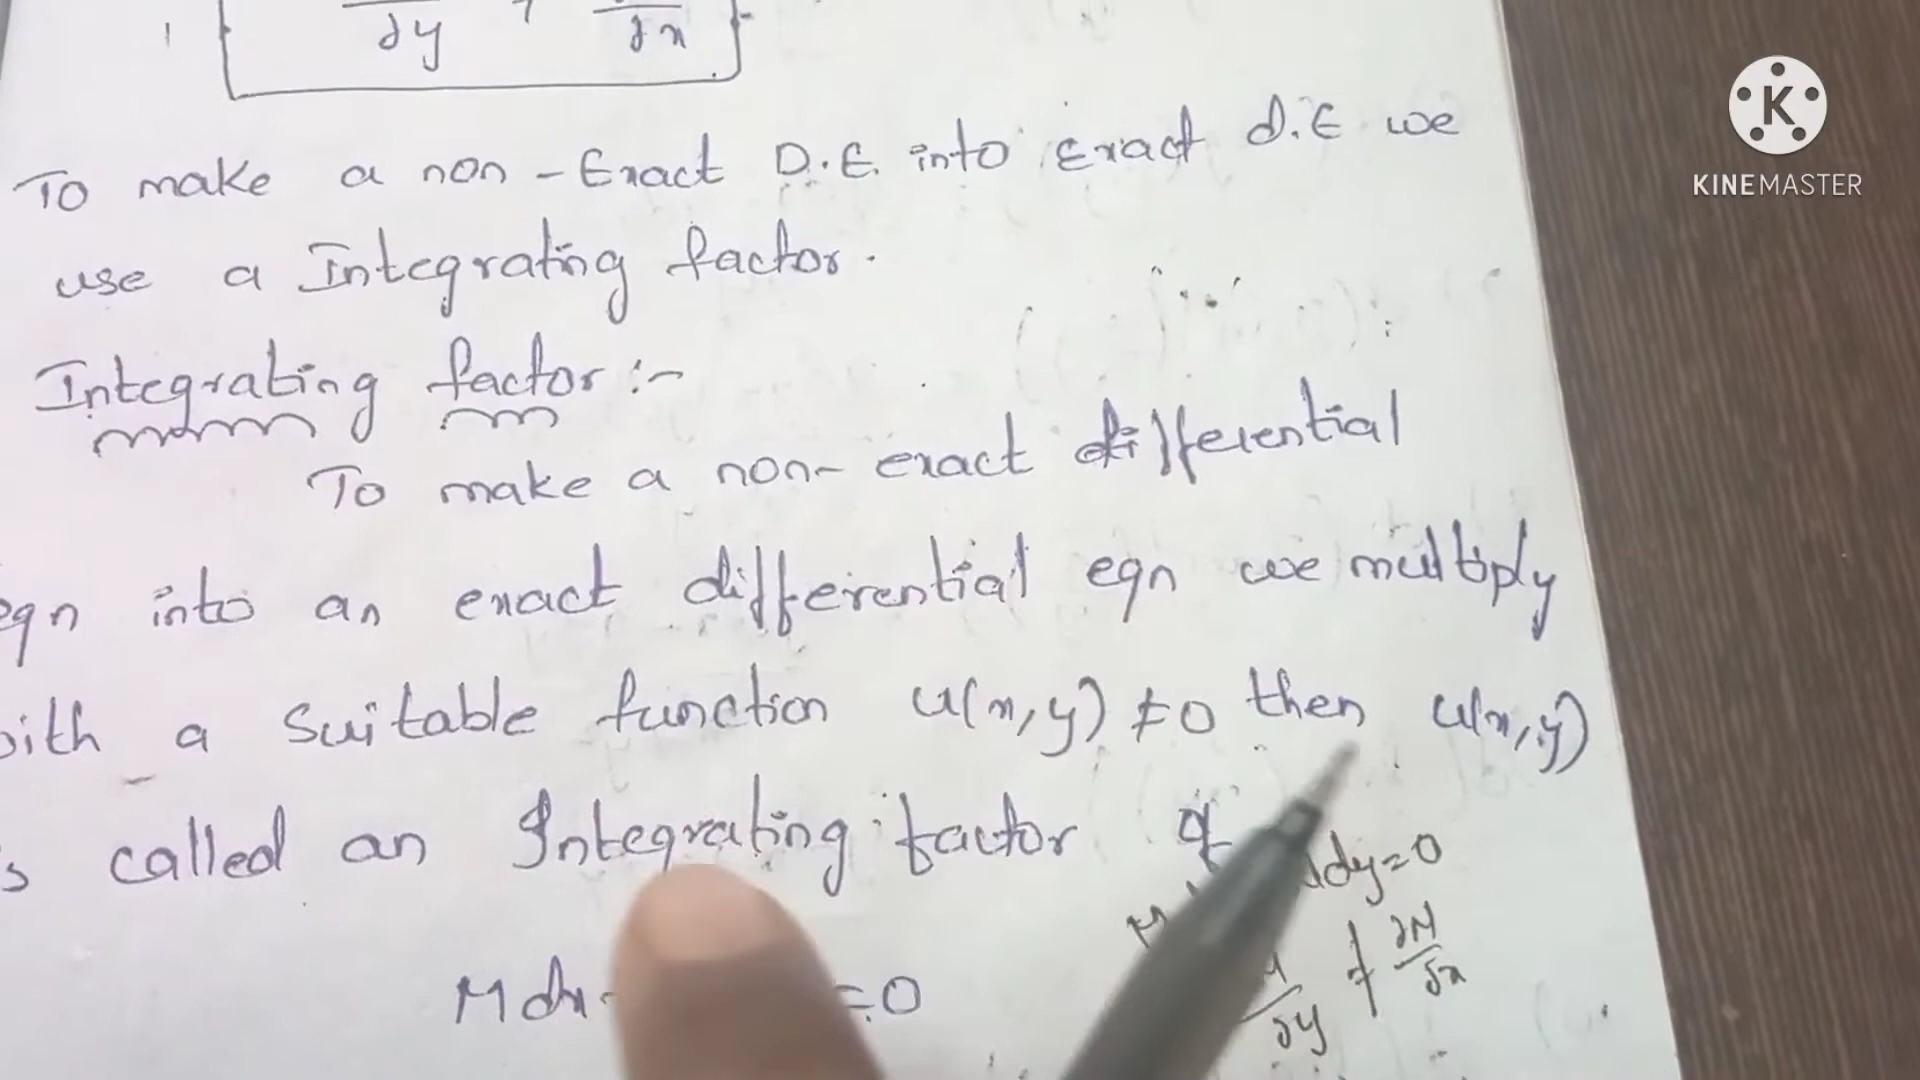 ∂y ∂x
KINEMASTER
To make a non-Exact D.E. into Exact d.E we
use a Integrating factor.
Integrating factor:-
To make a non-exact differential
eqn into an exact differential eqn we multiply
with a suitable function u(x,y) ≠ 0 then u(x,y)
s called an Integrating factor of
dy=0
M dx =0
∂y ≠ ∂N/∂x